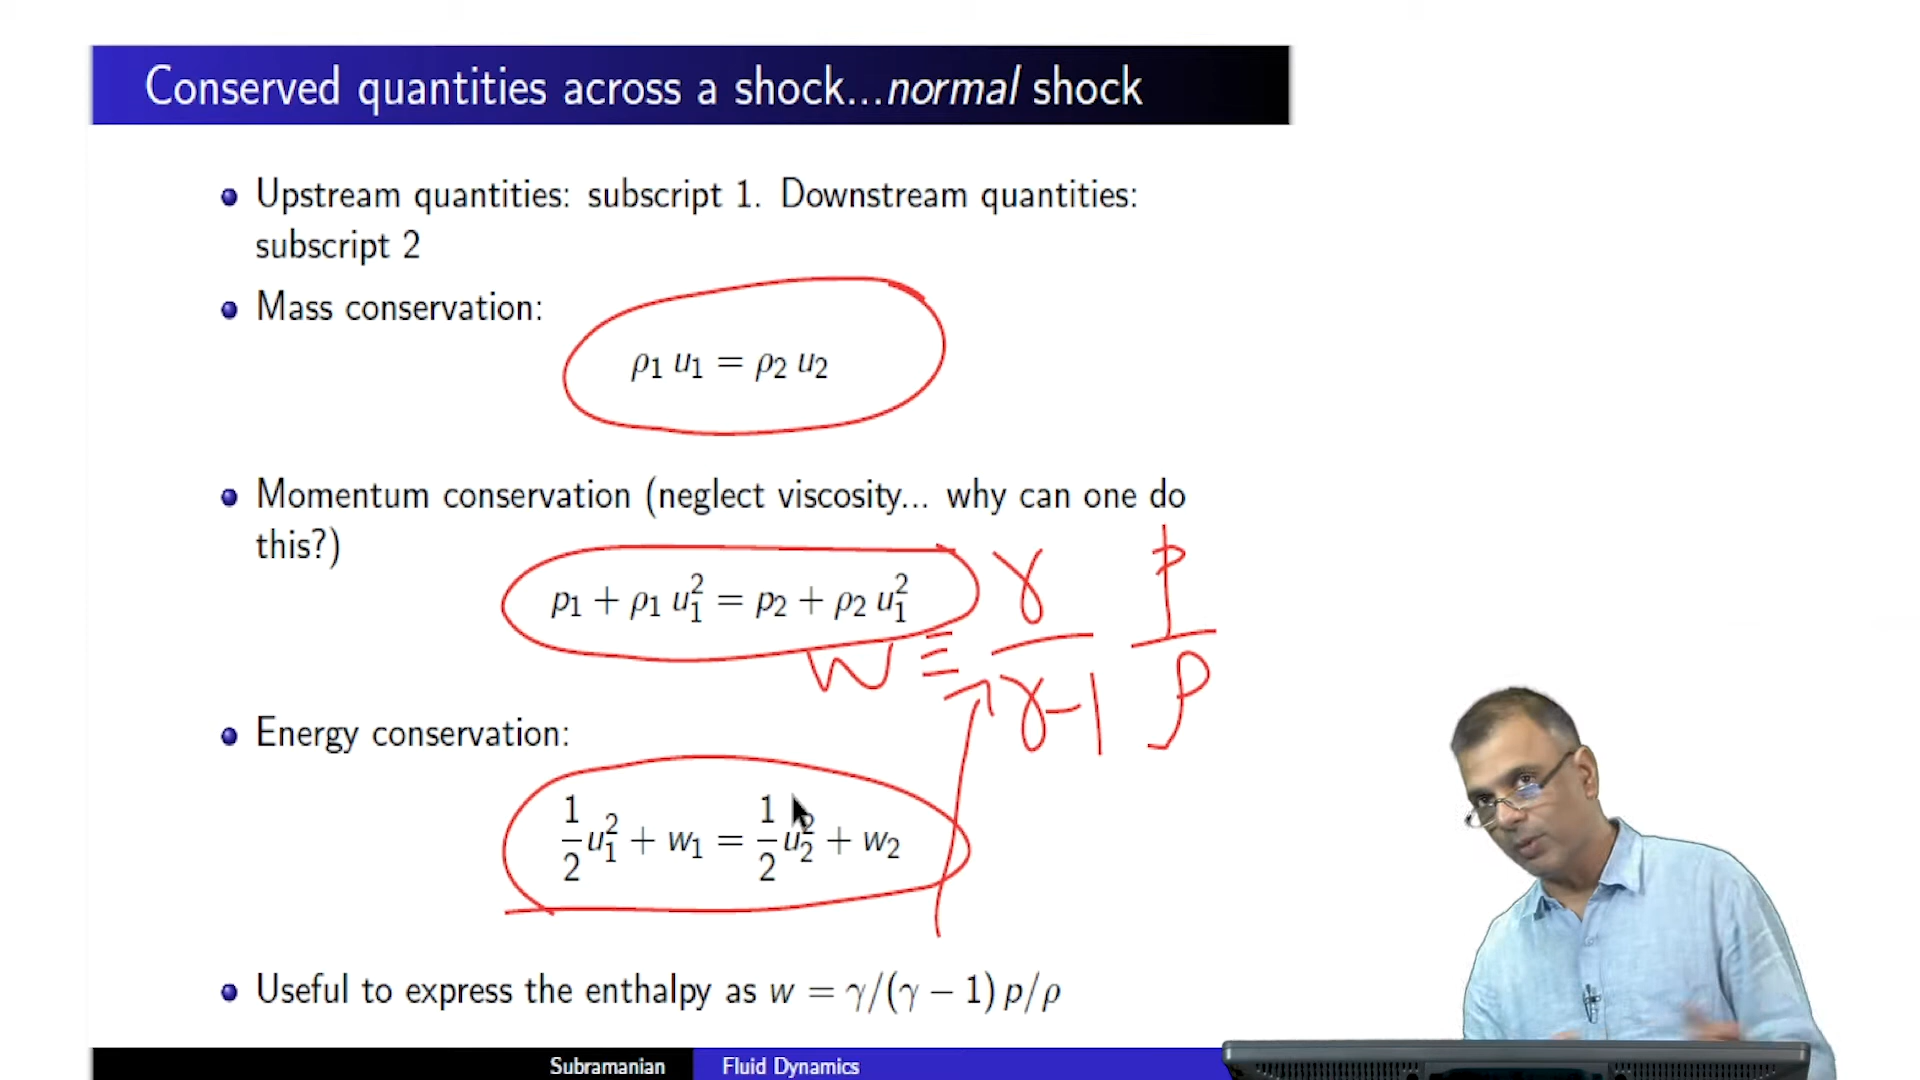 Conserved quantities across a shock...normal shock
Upstream quantities: subscript 1. Downstream quantities:
subscript 2
Mass conservation:
ρ1 u1 = ρ2 u2
Momentum conservation (neglect viscosity... why can one do
this?)
p1 + ρ1 u1² = p2 + ρ2 u1²
w ≡ γ/(γ−1) p/ρ
Energy conservation:
1/2 u1² + w1 = 1/2 u2² + w2
Useful to express the enthalpy as w = γ/(γ − 1) p/ρ
Subramanian Fluid Dynamics